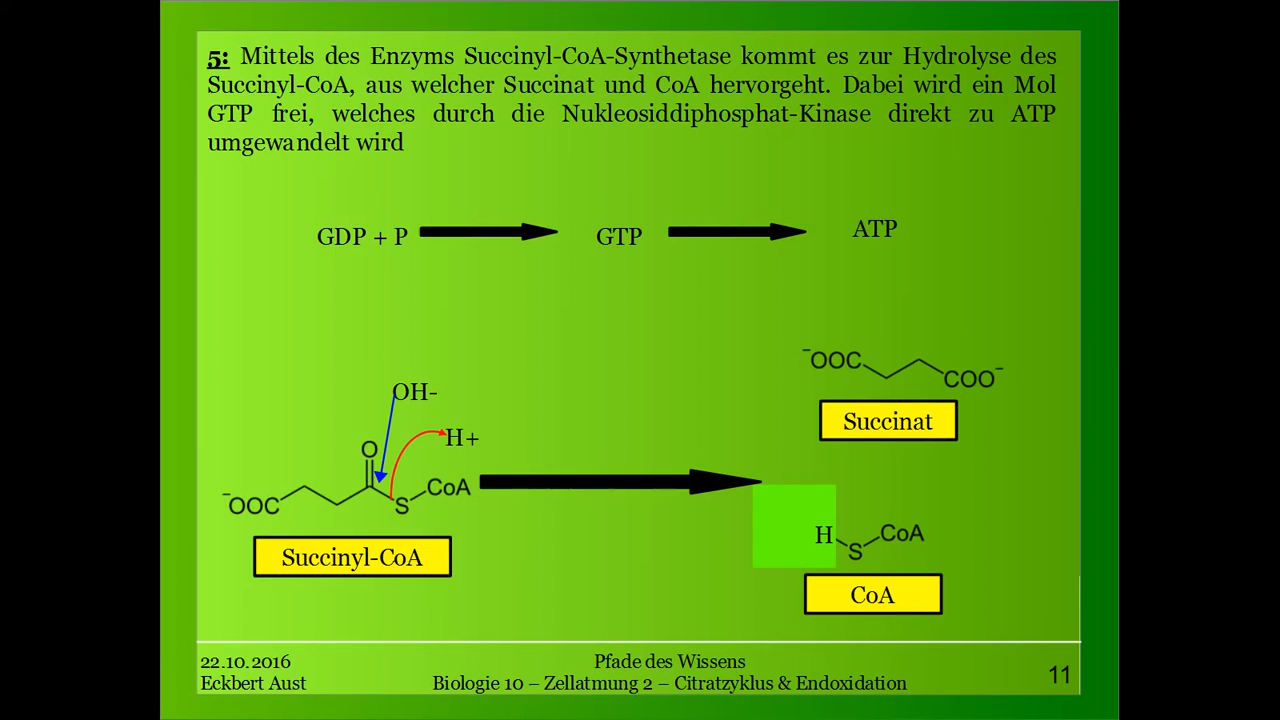 5: Mittels des Enzyms Succinyl-CoA-Synthetase kommt es zur Hydrolyse des
Succinyl-CoA, aus welcher Succinat und CoA hervorgeht. Dabei wird ein Mol
GTP frei, welches durch die Nukleosiddiphosphat-Kinase direkt zu ATP
umgewandelt wird
GDP + P
GTP
ATP
⁻OOC
COO⁻
Succinat
OH-
H+
O
⁻OOC
S
CoA
Succinyl-CoA
H
S
CoA
CoA
22.10.2016
Eckbert Aust
Pfade des Wissens
Biologie 10 – Zellatmung 2 – Citratzyklus & Endoxidation
11